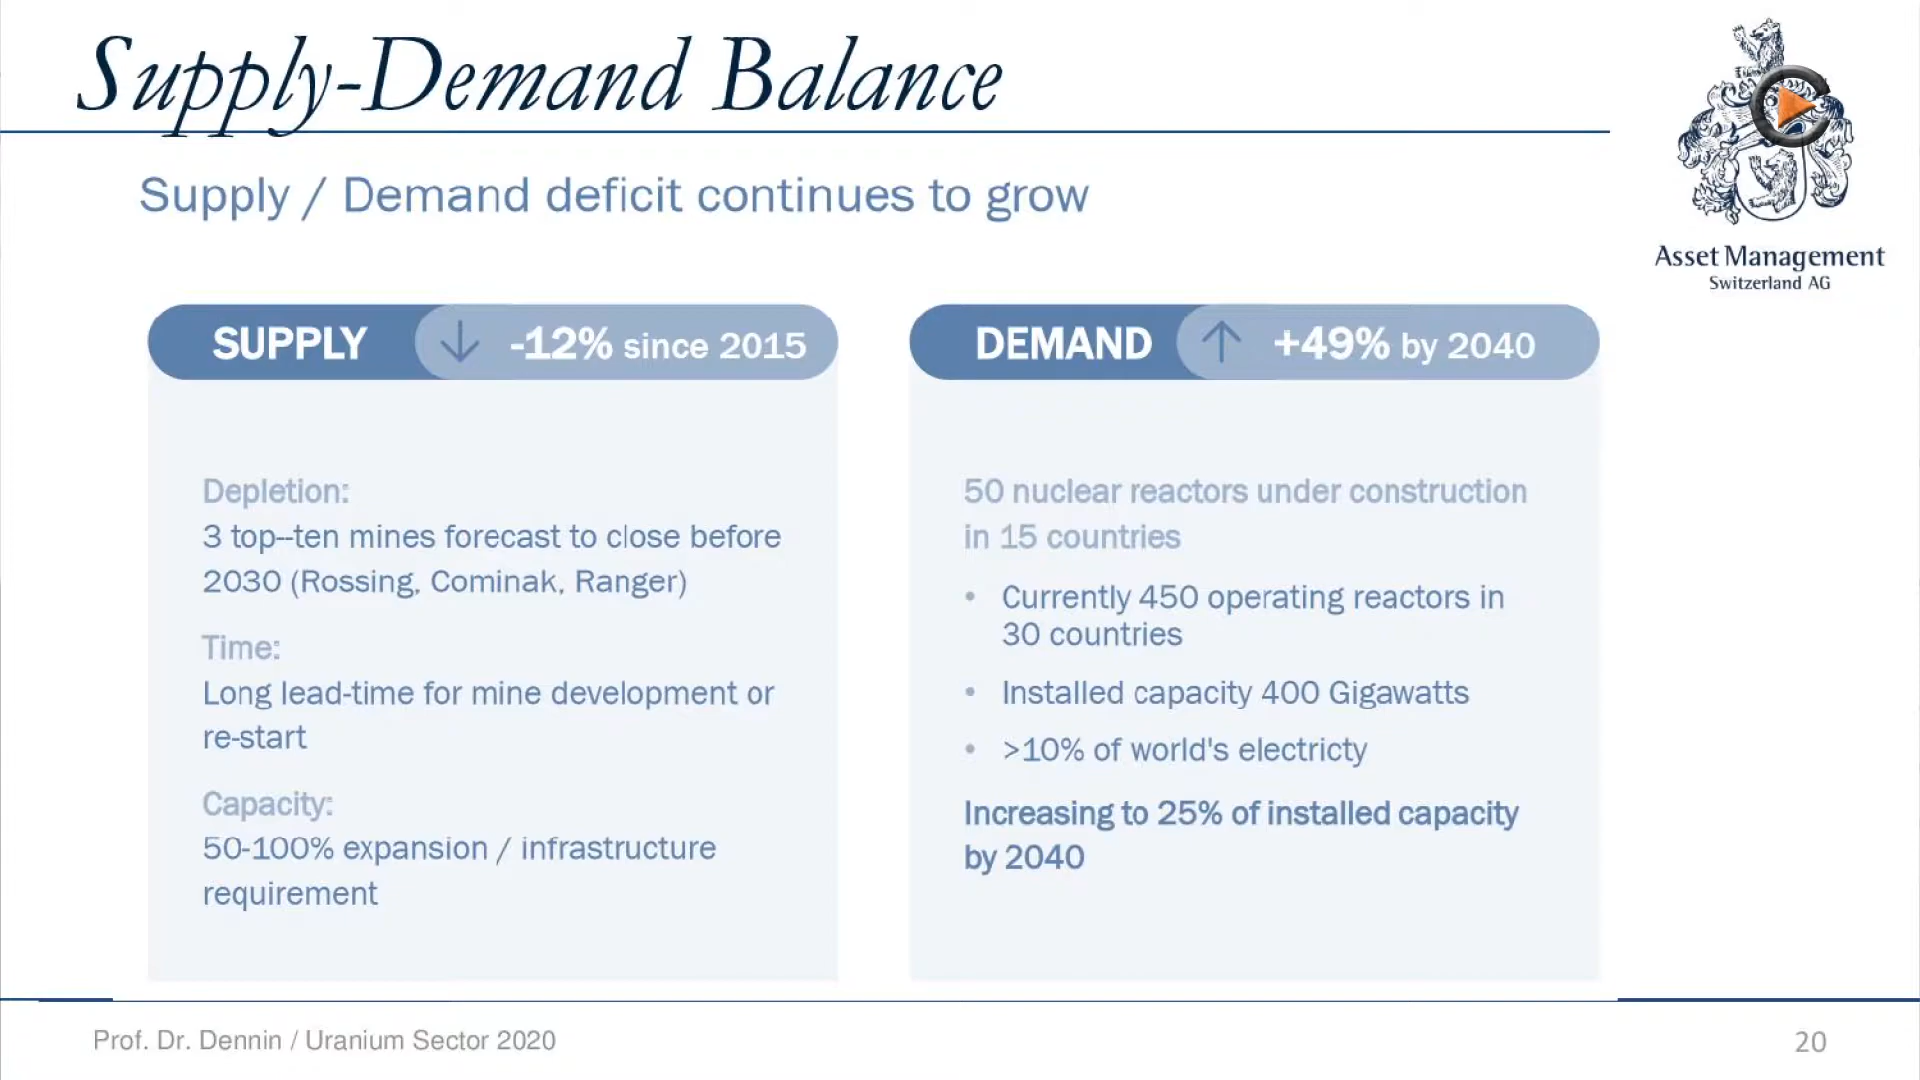 Supply-Demand Balance
Supply / Demand deficit continues to grow
Asset Management
Switzerland AG
SUPPLY -12% since 2015
Depletion:
3 top--ten mines forecast to close before
2030 (Rossing, Cominak, Ranger)
Time:
Long lead-time for mine development or
re-start
Capacity:
50-100% expansion / infrastructure
requirement
DEMAND +49% by 2040
50 nuclear reactors under construction
in 15 countries
• Currently 450 operating reactors in
30 countries
• Installed capacity 400 Gigawatts
• >10% of world's electricty
Increasing to 25% of installed capacity
by 2040
Prof. Dr. Dennin / Uranium Sector 2020
20